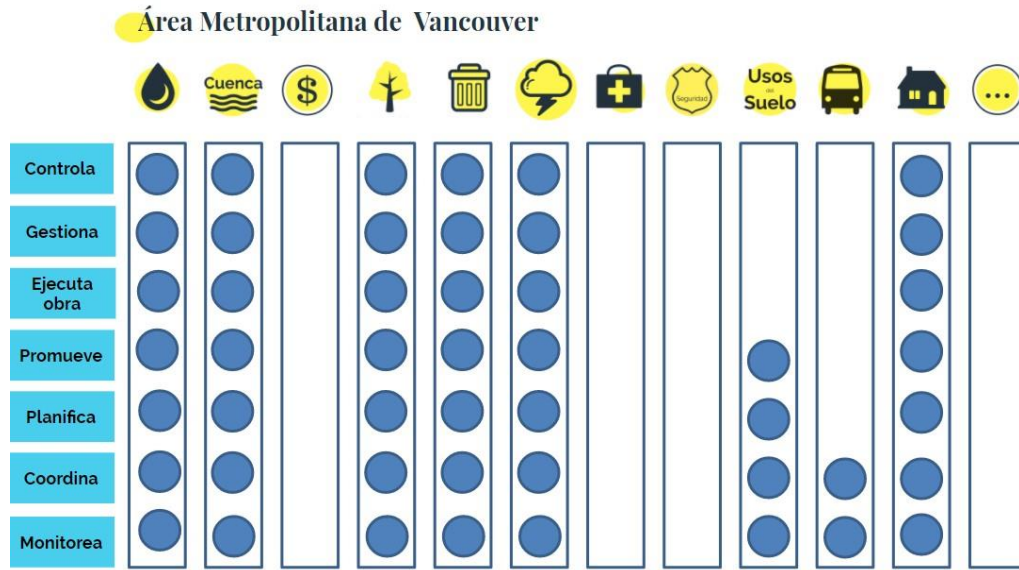 Área Metropolitana de Vancouver
Cuenca
$
Seguridad
Usos
del
Suelo
...
Controla
Gestiona
Ejecuta
obra
Promueve
Planifica
Coordina
Monitorea